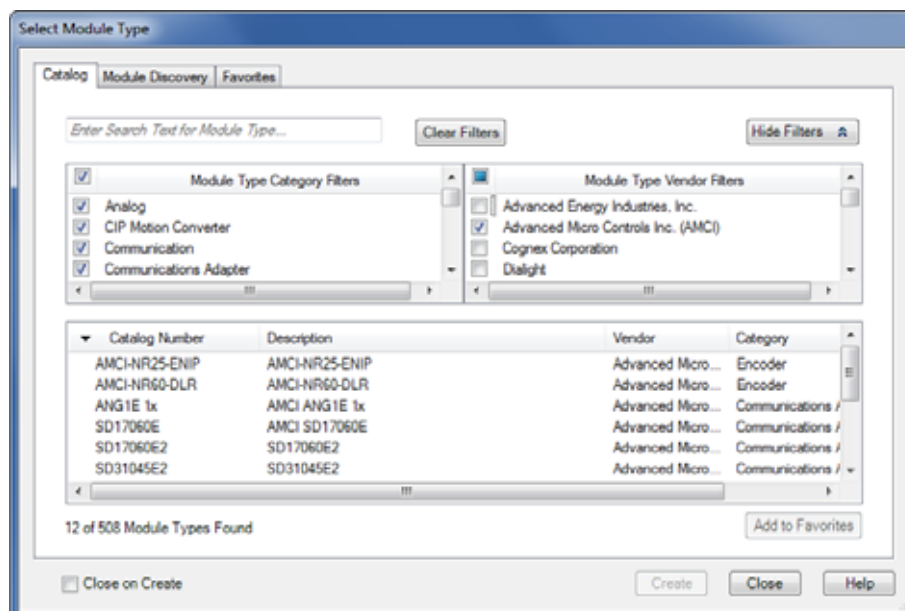 Select Module Type
Catalog Module Discovery Favorites
Enter Search Text for Module Type... Clear Filters Hide Filters
Module Type Category Filters Module Type Vendor Filters
Analog Advanced Energy Industries, Inc.
CIP Motion Converter Advanced Micro Controls Inc. (AMCI)
Communication Cognex Corporation
Communications Adapter Dialight
Catalog Number Description Vendor Category
AMCI-NR25-ENIP AMCI-NR25-ENIP Advanced Micro... Encoder
AMCI-NR60-DLR AMCI-NR60-DLR Advanced Micro... Encoder
ANG1E 1x AMCI ANG1E 1x Advanced Micro... Communications
SD17060E AMCI SD17060E Advanced Micro... Communications
SD17060E2 SD17060E2 Advanced Micro... Communications
SD31045E2 SD31045E2 Advanced Micro... Communications
12 of 508 Module Types Found Add to Favorites
Close on Create Create Close Help